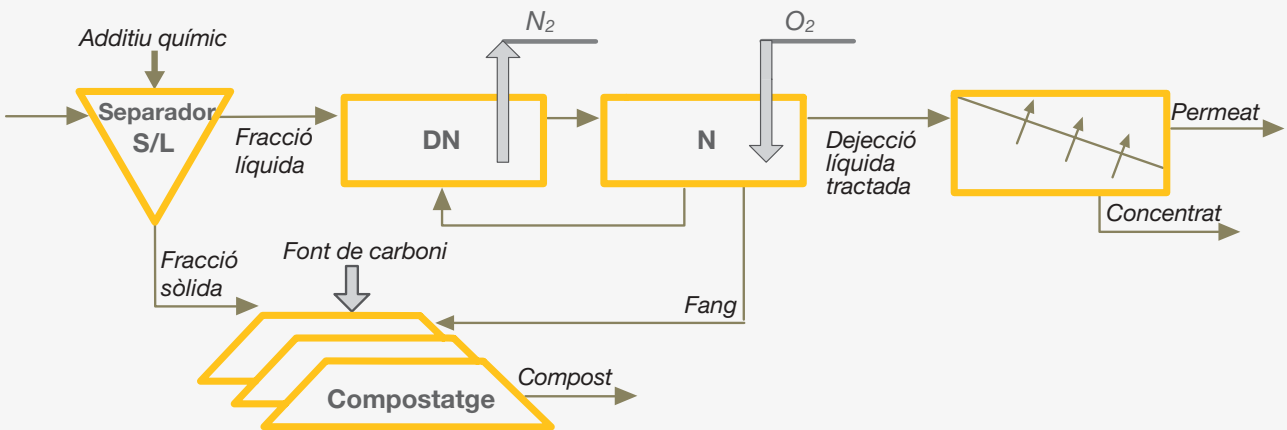 N2
O2
Additiu químic
Separador
S/L
Fracció
líquida
DN
N
Dejecció
líquida
tractada
Permeat
Concentrat
Fracció
sòlida
Font de carboni
Fang
Compost
Compostatge